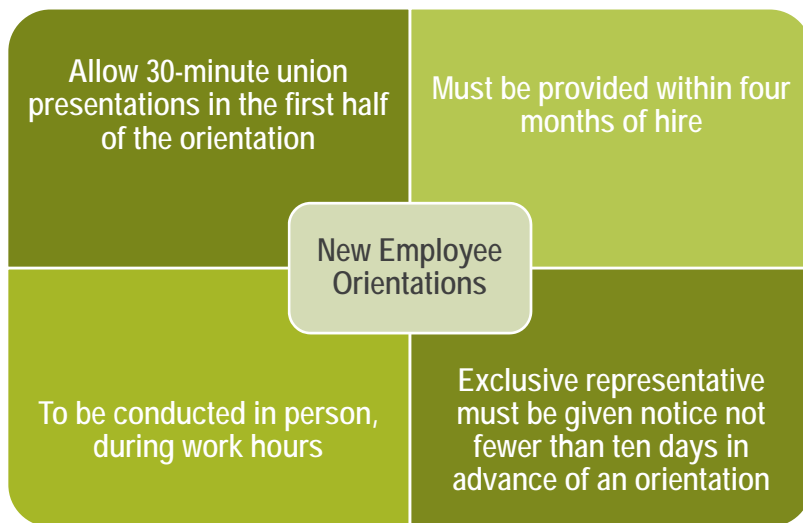 Allow 30-minute union
presentations in the first half
of the orientation
Must be provided within four
months of hire
New Employee
Orientations
To be conducted in person,
during work hours
Exclusive representative
must be given notice not
fewer than ten days in
advance of an orientation